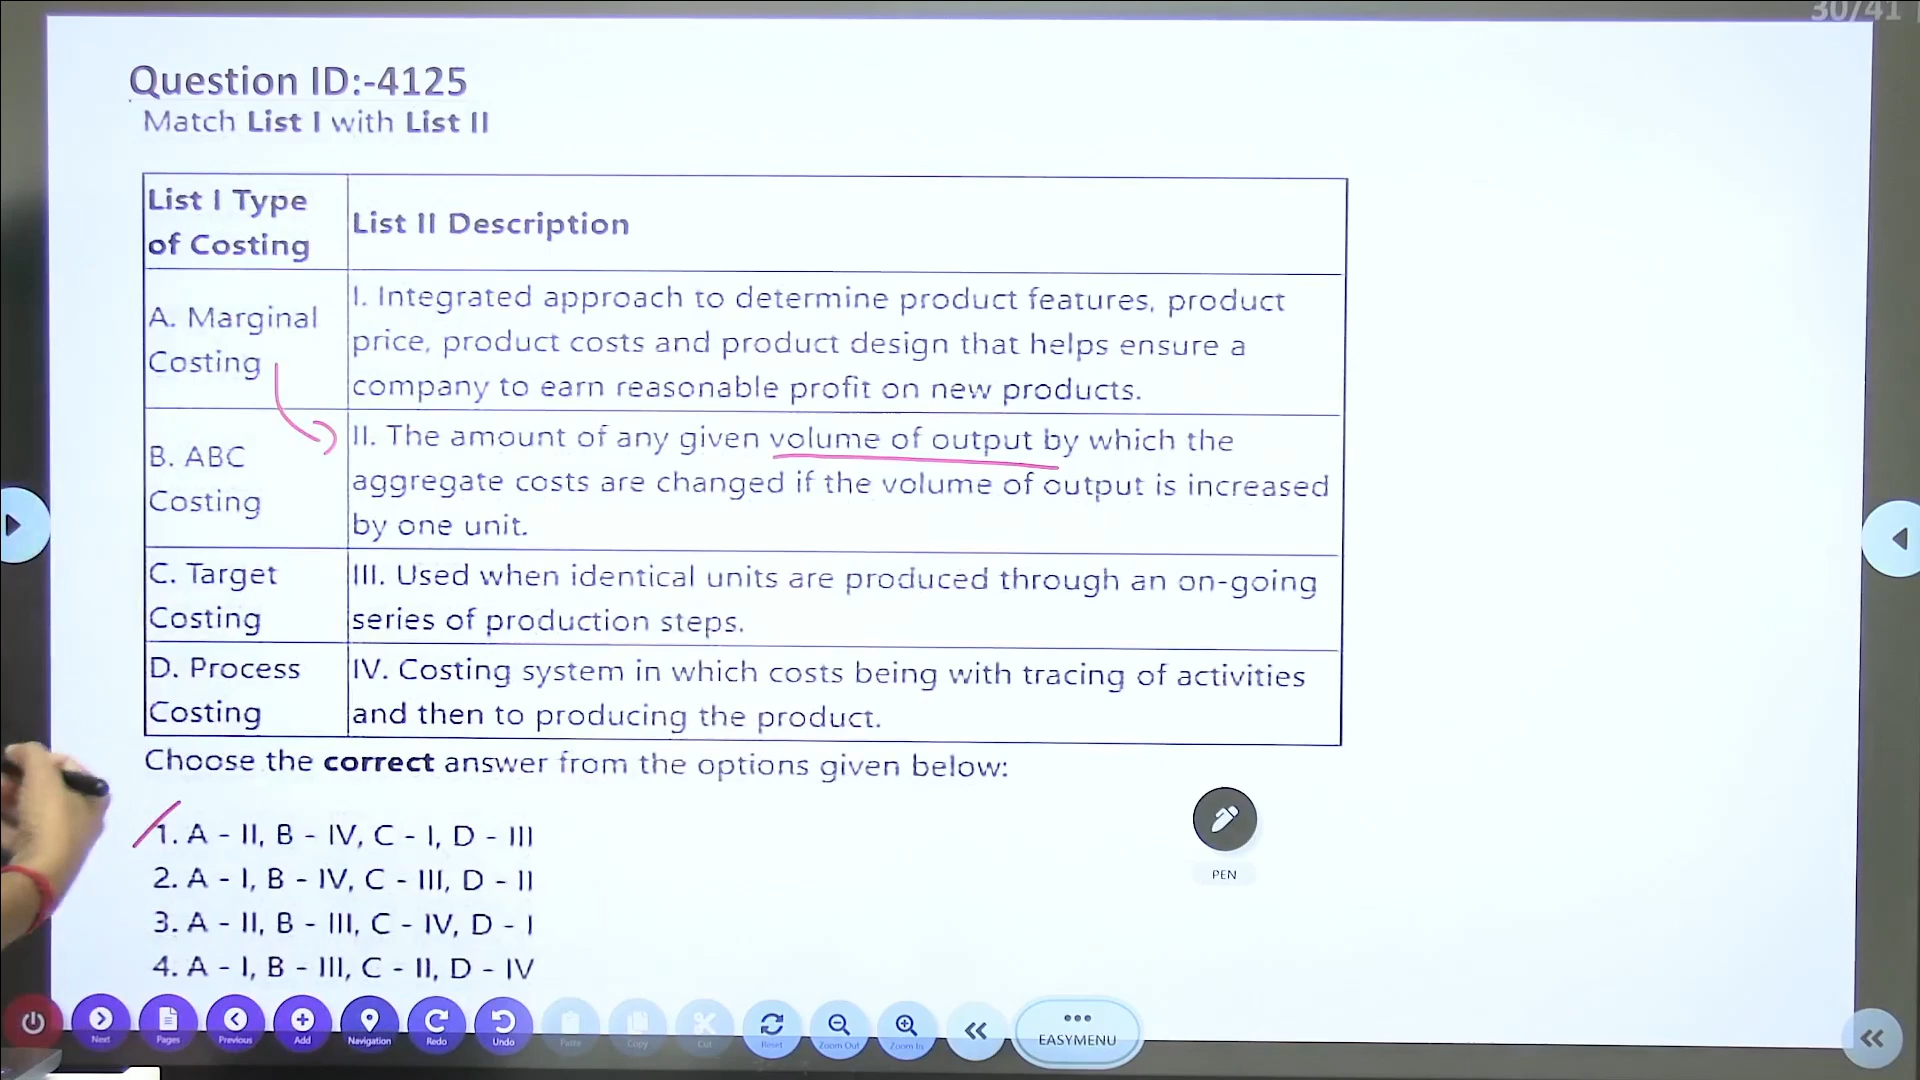 30/41
Question ID:-4125
Match List I with List II
List I Type
of Costing
List II Description
A. Marginal
Costing
I. Integrated approach to determine product features, product
price, product costs and product design that helps ensure a
company to earn reasonable profit on new products.
B. ABC
Costing
II. The amount of any given volume of output by which the
aggregate costs are changed if the volume of output is increased
by one unit.
C. Target
Costing
III. Used when identical units are produced through an on-going
series of production steps.
D. Process
Costing
IV. Costing system in which costs being with tracing of activities
and then to producing the product.
Choose the correct answer from the options given below:
1. A - II, B - IV, C - I, D - III
2. A - I, B - IV, C - III, D - II
3. A - II, B - III, C - IV, D - I
4. A - I, B - III, C - II, D - IV
PEN
Next
Pages
Previous
Add
Navigation
Redo
Undo
Paste
Copy
Cut
Reset
Zoom Out
Zoom In
EASYMENU